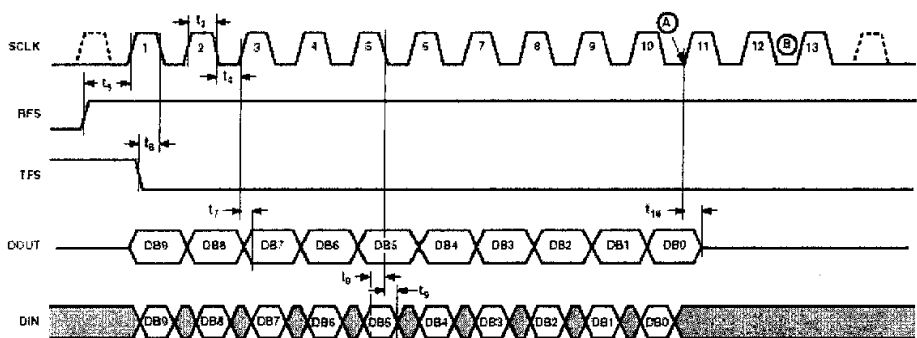 t3 A
SCLK 1 2 3 4 5 6 7 8 9 10 11 12 B 13
t5 t4
RFS
t6
TFS
t7 t10
DOUT DB9 DB8 DB7 DB6 DB5 DB4 DB3 DB2 DB1 DB0
t8 t9
DIN DB9 DB8 DB7 DB6 DB5 DB4 DB3 DB2 DB1 DB0